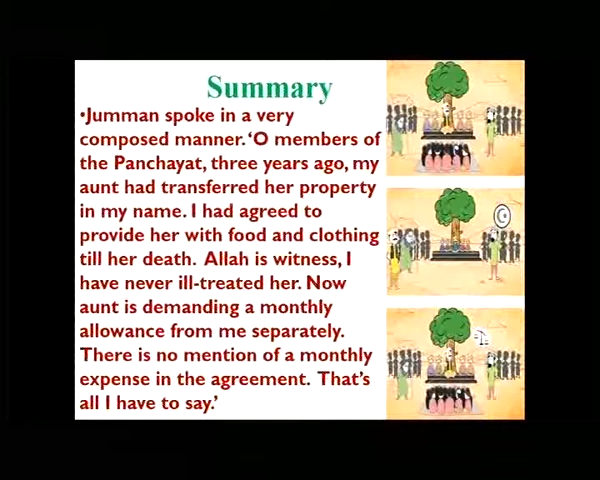 Summary
•Jumman spoke in a very
composed manner. ‘O members of
the Panchayat, three years ago, my
aunt had transferred her property
in my name. I had agreed to
provide her with food and clothing
till her death.  Allah is witness, I
have never ill-treated her. Now
aunt is demanding a monthly
allowance from me separately.
There is no mention of a monthly
expense in the agreement.  That’s
all I have to say.’